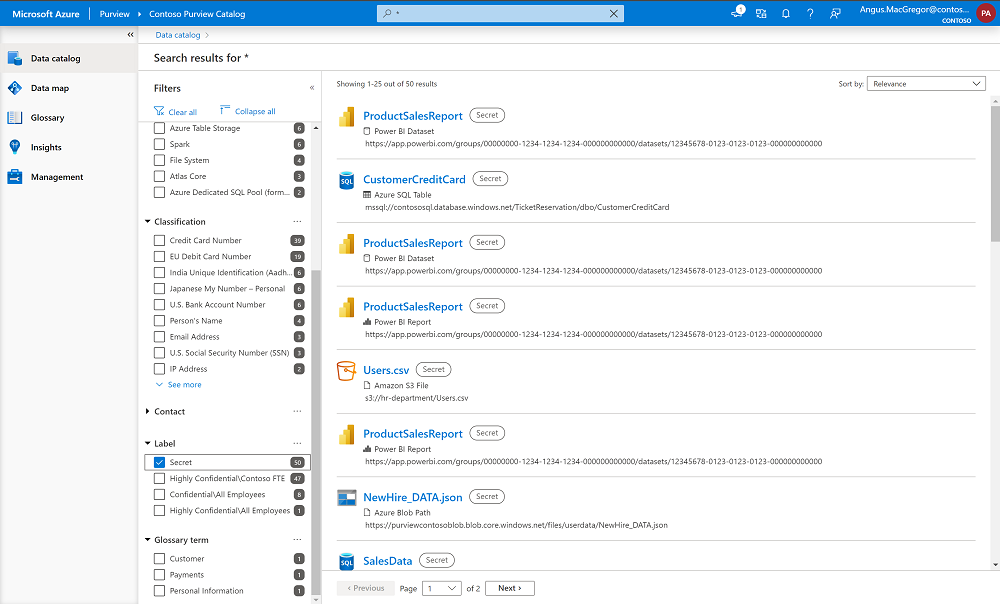 Microsoft Azure
Purview
Contoso Purview Catalog
*
1
Angus.MacGregor@contos...
CONTOSO
PA
Data catalog
Data map
Glossary
Insights
Management
Data catalog
Search results for *
Filters
Clear all
Collapse all
Azure Table Storage 6
Spark 6
File System 4
Atlas Core 3
Azure Dedicated SQL Pool (form... 2
Classification
Credit Card Number 39
EU Debit Card Number 19
India Unique Identification (Aadh... 6
Japanese My Number – Personal 6
U.S. Bank Account Number 6
Person's Name 4
Email Address 3
U.S. Social Security Number (SSN) 3
IP Address 2
See more
Contact
Label
Secret 50
Highly Confidential\Contoso FTE 47
Confidential\All Employees 8
Highly Confidential\All Employees 1
Glossary term
Customer 1
Payments 1
Personal Information 1
Showing 1-25 out of 50 results
Sort by: Relevance
ProductSalesReport Secret
Power BI Dataset
https://app.powerbi.com/groups/00000000-1234-1234-1234-000000000000/datasets/12345678-0123-0123-0123-000000000000
SQL
CustomerCreditCard Secret
Azure SQL Table
mssql://contososql.database.windows.net/TicketReservation/dbo/CustomerCreditCard
ProductSalesReport Secret
Power BI Dataset
https://app.powerbi.com/groups/00000000-1234-1234-1234-000000000000/datasets/12345678-0123-0123-0123-000000000000
ProductSalesReport Secret
Power BI Report
https://app.powerbi.com/groups/00000000-1234-1234-1234-000000000000/datasets/12345678-0123-0123-0123-000000000000
Users.csv Secret
Amazon S3 File
s3://hr-department/Users.csv
ProductSalesReport Secret
Power BI Report
https://app.powerbi.com/groups/00000000-1234-1234-1234-000000000000/datasets/12345678-0123-0123-0123-000000000000
NewHire_DATA.json Secret
Azure Blob Path
https://purviewcontosoblob.blob.core.windows.net/files/userdata/NewHire_DATA.json
SQL
SalesData Secret
‹ Previous Page 1 of 2 Next ›